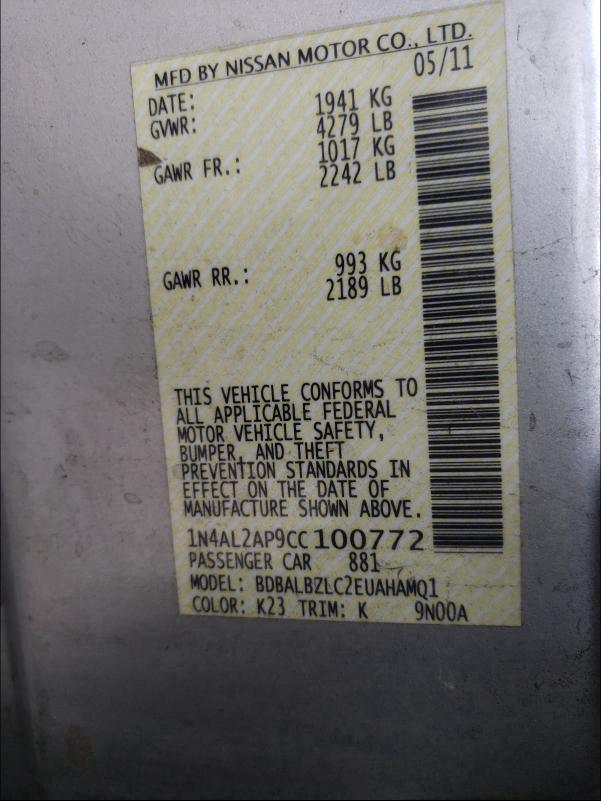 MFD BY NISSAN MOTOR CO., LTD.
DATE: 05/11
GVWR: 1941 KG
4279 LB
GAWR FR.: 1017 KG
2242 LB
GAWR RR.: 993 KG
2189 LB
THIS VEHICLE CONFORMS TO
ALL APPLICABLE FEDERAL
MOTOR VEHICLE SAFETY,
BUMPER, AND THEFT
PREVENTION STANDARDS IN
EFFECT ON THE DATE OF
MANUFACTURE SHOWN ABOVE.
1N4AL2AP9CC100772
PASSENGER CAR 881
MODEL: BDBALBZLC2EUAHAMQ1
COLOR: K23 TRIM: K 9N00A